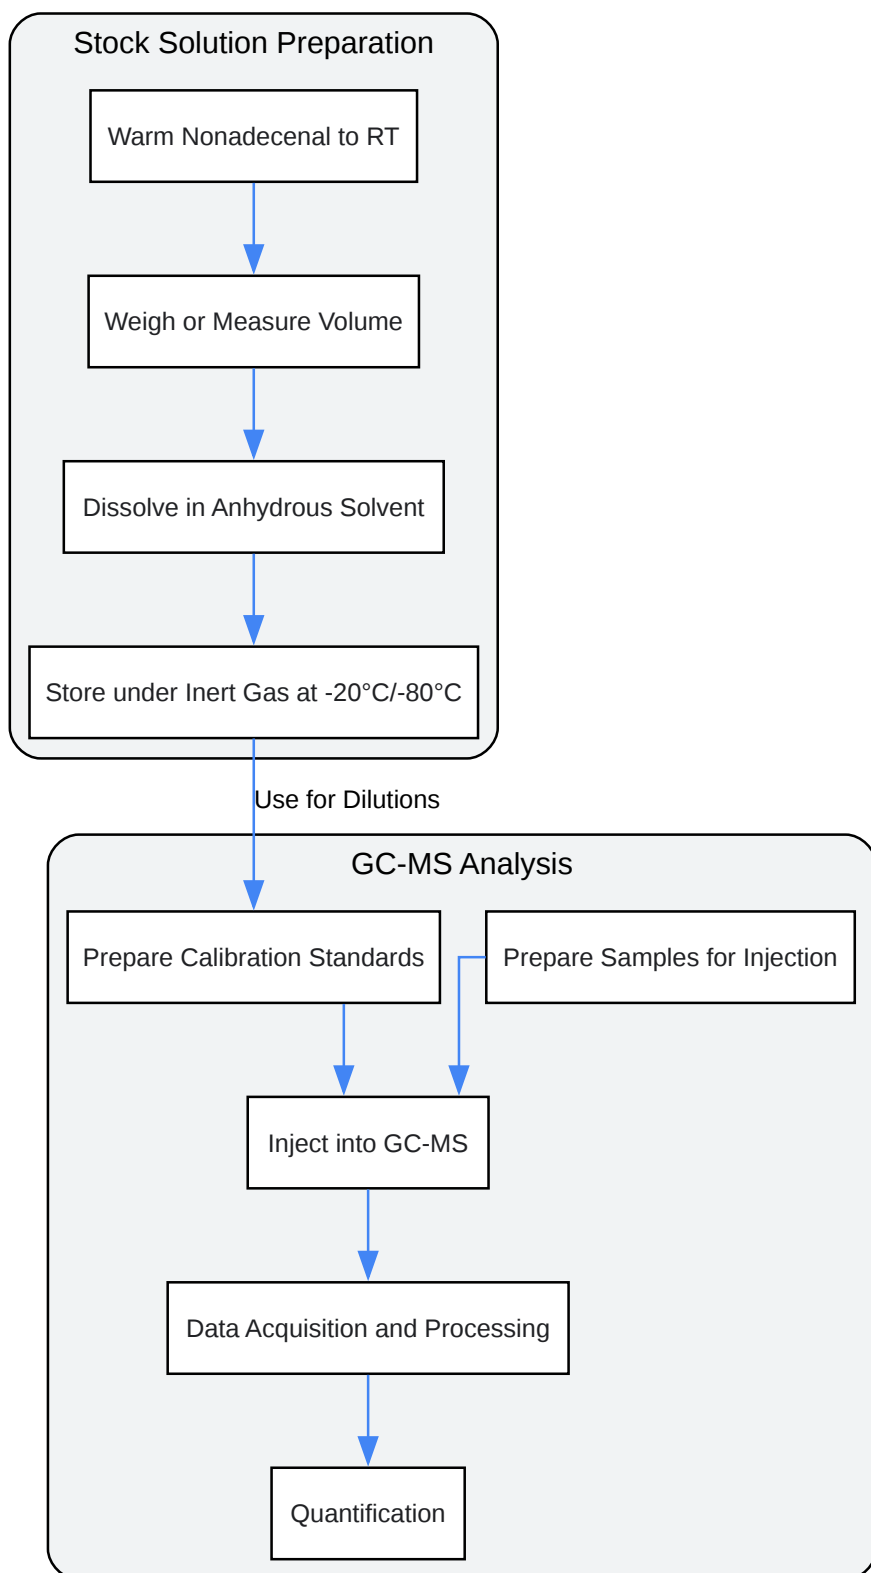 Stock Solution Preparation
Warm Nonadecenal to RT
Weigh or Measure Volume
Dissolve in Anhydrous Solvent
Store under Inert Gas at -20°C/-80°C
Use for Dilutions
GC-MS Analysis
Prepare Calibration Standards
Prepare Samples for Injection
Inject into GC-MS
Data Acquisition and Processing
Quantification